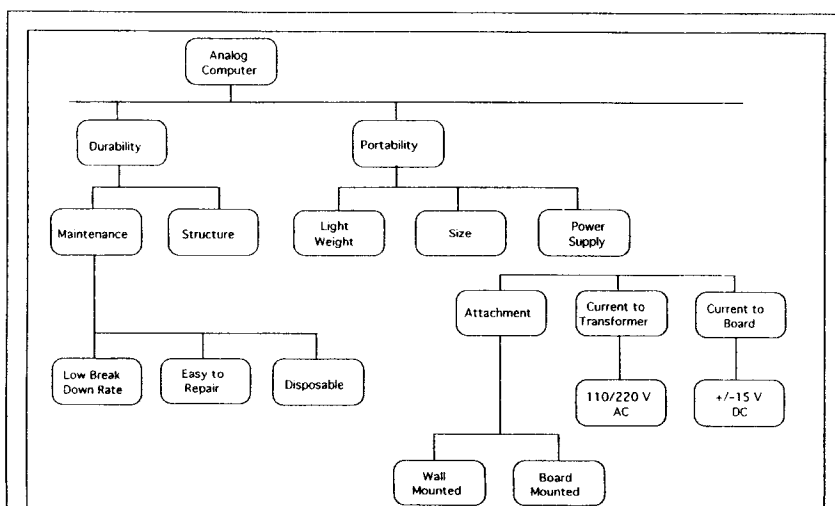 Analog
Computer
Durability
Portability
Maintenance
Structure
Light
Weight
Size
Power
Supply
Attachment
Current to
Transformer
Current to
Board
Low Break
Down Rate
Easy to
Repair
Disposable
110/220 V
AC
+/-15 V
DC
Wall
Mounted
Board
Mounted